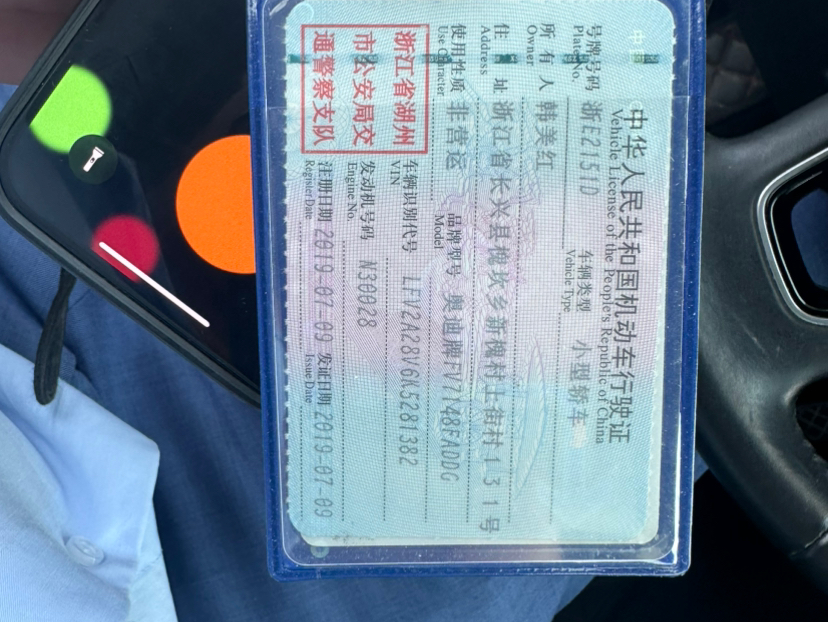 中华人民共和国机动车行驶证
Vehicle License of the People's Republic of China
号牌号码 浙E2151D 车辆类型 小型轿车
Plate No. Vehicle Type
所有人 韩美红
Owner
住址 浙江省长兴县槐坎乡新槐村上街村131号
Address
使用性质 非营运 品牌型号 奥迪牌FV7148FADDG
Use Character Model
浙江省湖州
市公安局交
通警察支队
车辆识别代号 LFV2A28V6K5281382
VIN
发动机号码 N30028
Engine No.
注册日期 2019-07-09 发证日期 2019-07-09
Register Date Issue Date